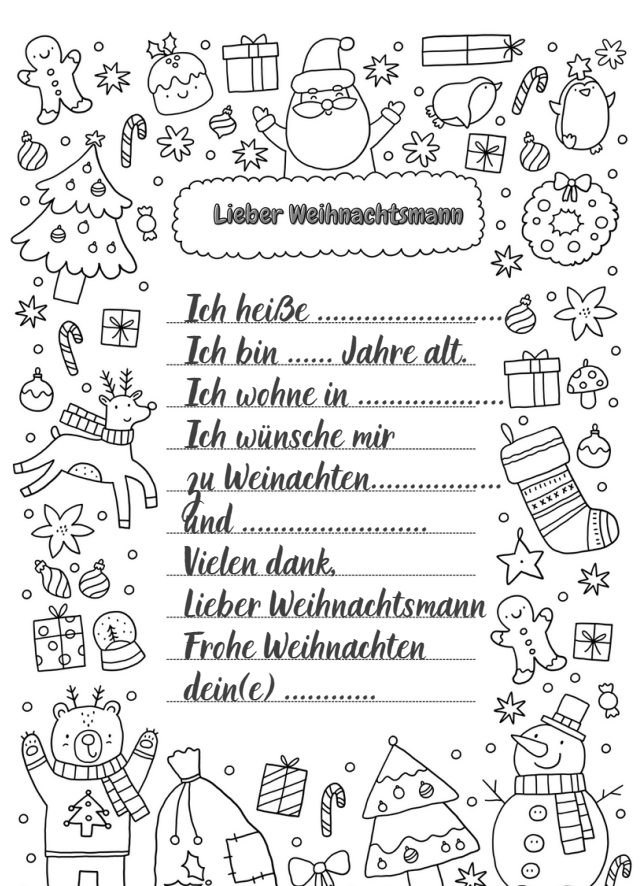 Lieber Weihnachtsmann
Ich heiße ..............................
Ich bin ...... Jahre alt.
Ich wohne in ...................
Ich wünsche mir
zu Weinachten.................
und ........................
Vielen dank,
Lieber Weihnachtsmann
Frohe Weihnachten
dein(e) ............